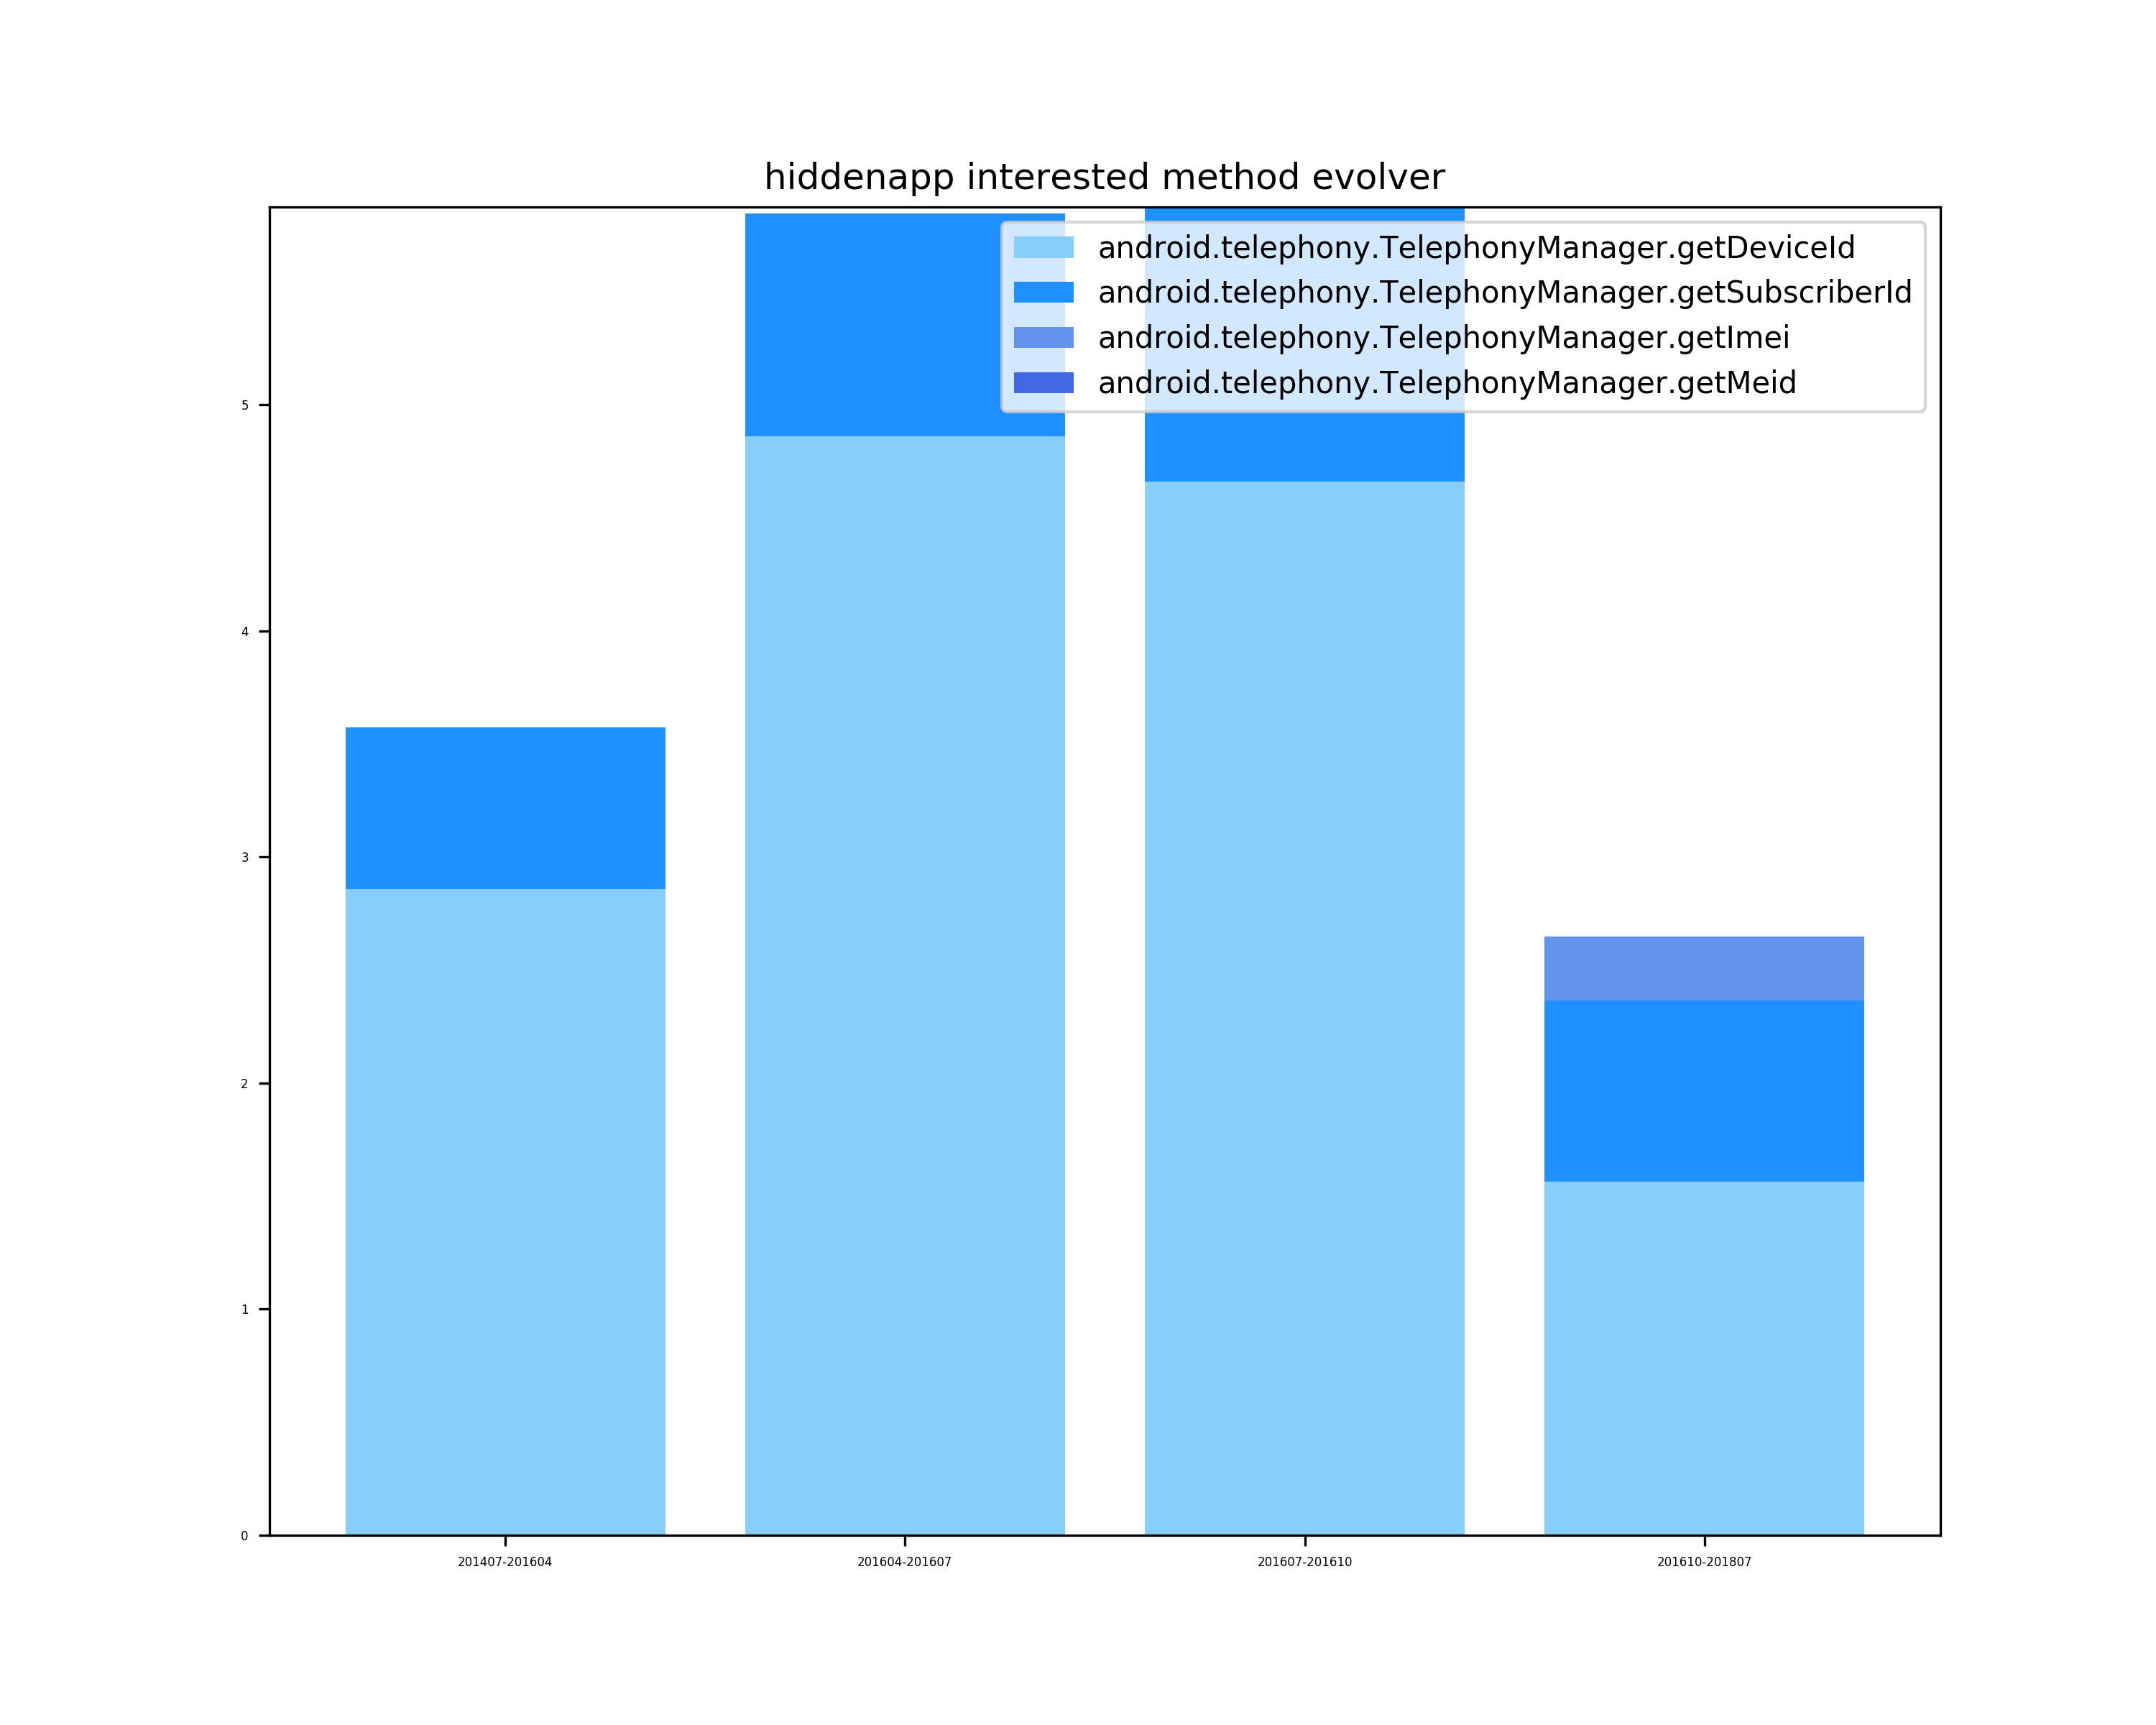 hiddenapp interested method evolver
android.telephony.TelephonyManager.getDeviceId
android.telephony.TelephonyManager.getSubscriberId
android.telephony.TelephonyManager.getImei
android.telephony.TelephonyManager.getMeid
5
4
3
2
1
0
201407-201604
201604-201607
201607-201610
201610-201807